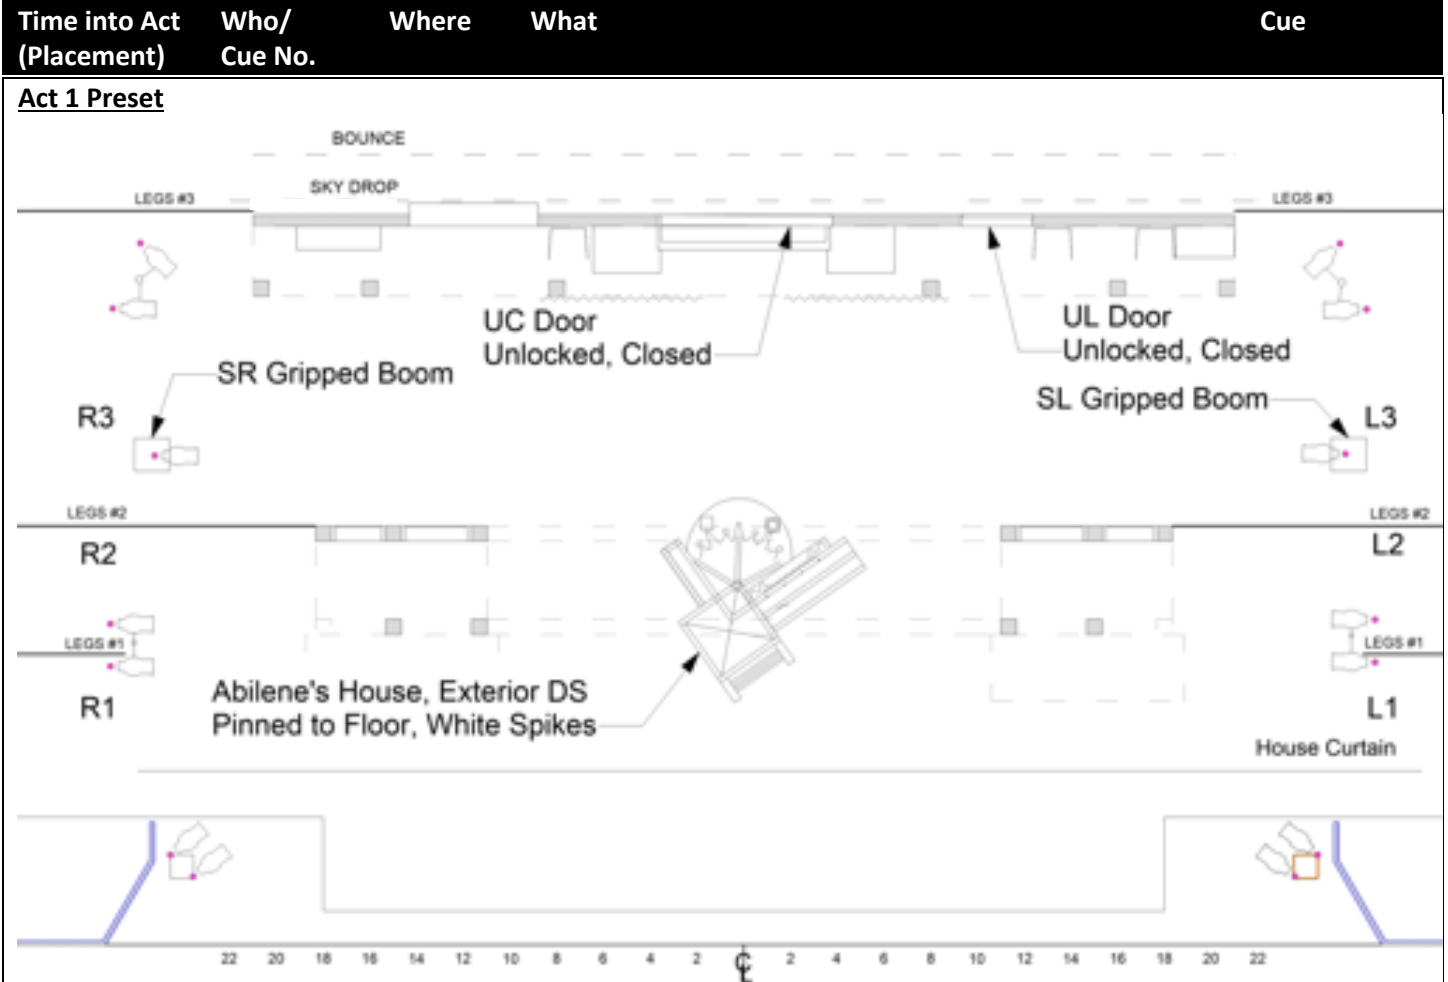 Time into Act Who/ Where What Cue
(Placement) Cue No.
Act 1 Preset
BOUNCE
SKY DROP
LEGS #3 LEGS #3
UC Door
Unlocked, Closed
UL Door
Unlocked, Closed
SR Gripped Boom
SL Gripped Boom
R3 L3
LEGS #2 LEGS #2
R2 L2
LEGS #1 LEGS #1
Abilene's House, Exterior DS
Pinned to Floor, White Spikes
R1 L1
House Curtain
22 20 18 16 14 12 10 8 6 4 2 ℄ 2 4 6 8 10 12 14 16 18 20 22